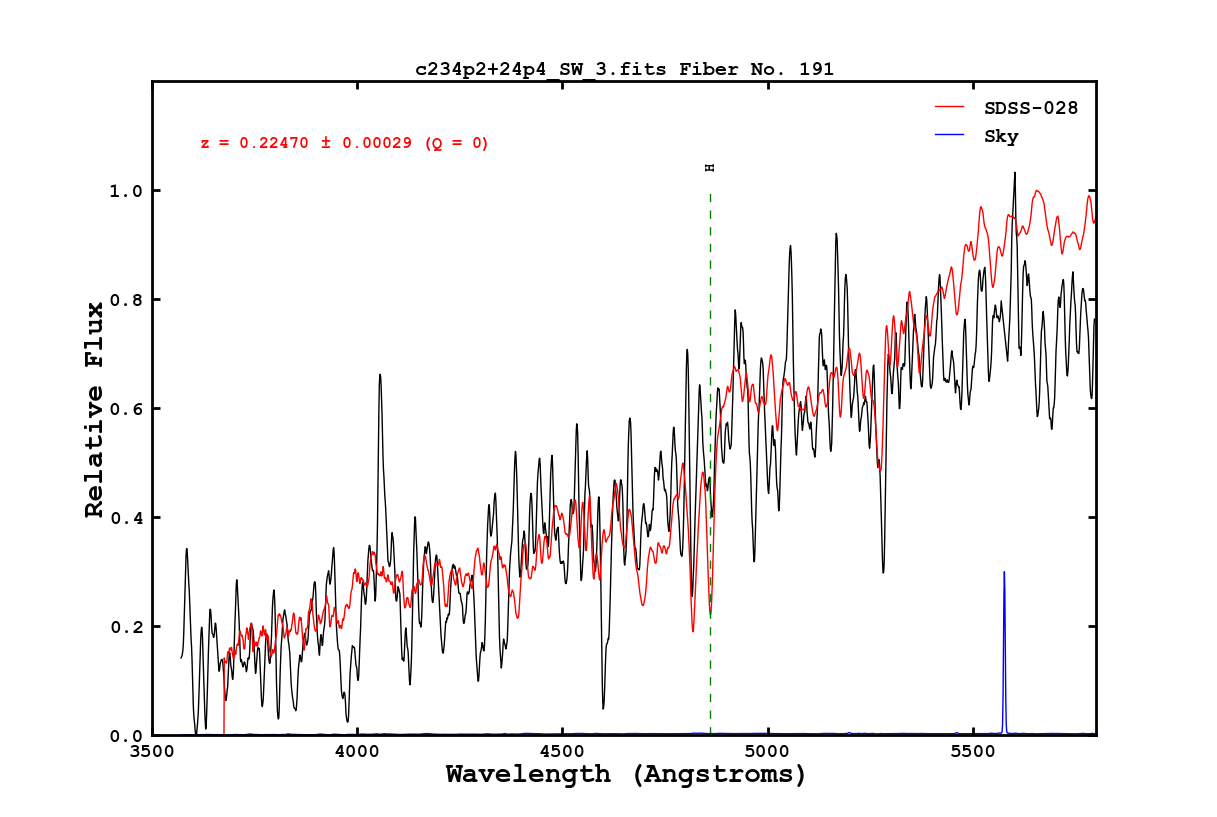 c234p2+24p4_SW_3.fits Fiber No. 191
SDSS-028
Sky
z = 0.22470 ± 0.00029 (Q = 0)
H
1.0
0.8
0.6
0.4
0.2
0.0
Relative Flux
3500 4000 4500 5000 5500
Wavelength (Angstroms)